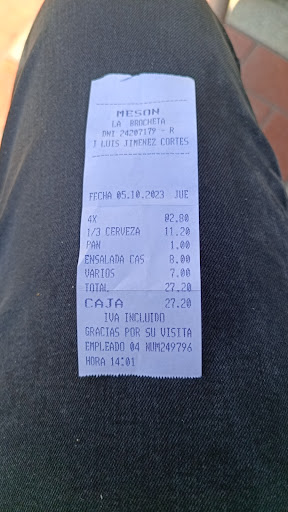 MESON
LA BROCHETA
DNI 24207179 - R
J LUIS JIMENEZ CORTES
FECHA 05.10.2023 JUE
4X 02.80
1/3 CERVEZA 11.20
PAN 1.00
ENSALADA CAS 8.00
VARIOS 7.00
TOTAL 27.20
CAJA 27.20
IVA INCLUIDO
GRACIAS POR SU VISITA
EMPLEADO 04 NUM249796
HORA 14:01